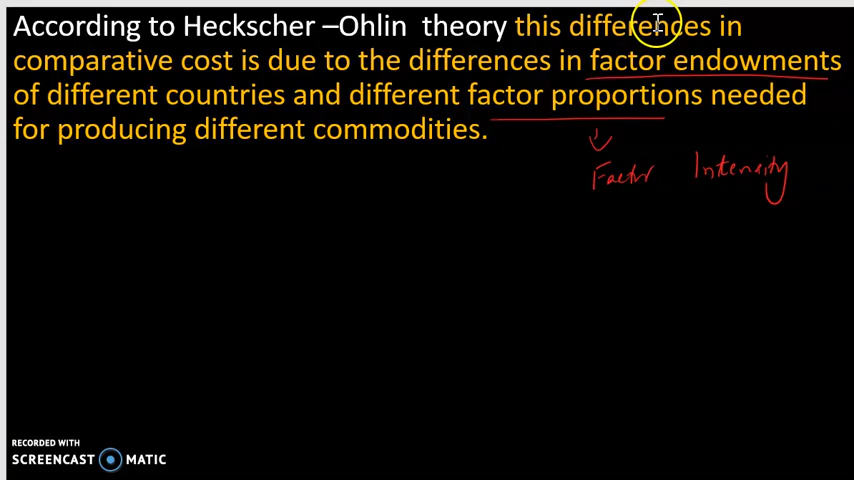 According to Heckscher –Ohlin theory this differences in
comparative cost is due to the differences in factor endowments
of different countries and different factor proportions needed
for producing different commodities.
Factor Intensity
RECORDED WITH
SCREENCAST MATIC